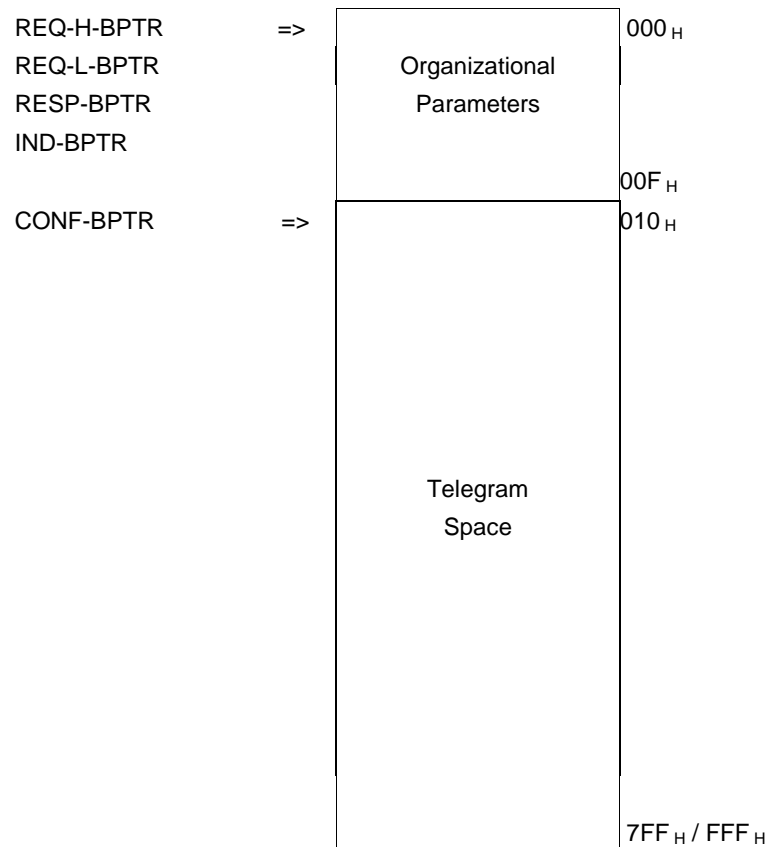 REQ-H-BPTR => 000 H
REQ-L-BPTR Organizational
RESP-BPTR Parameters
IND-BPTR
00F H
CONF-BPTR => 010 H
Telegram
Space
7FF H / FFF H